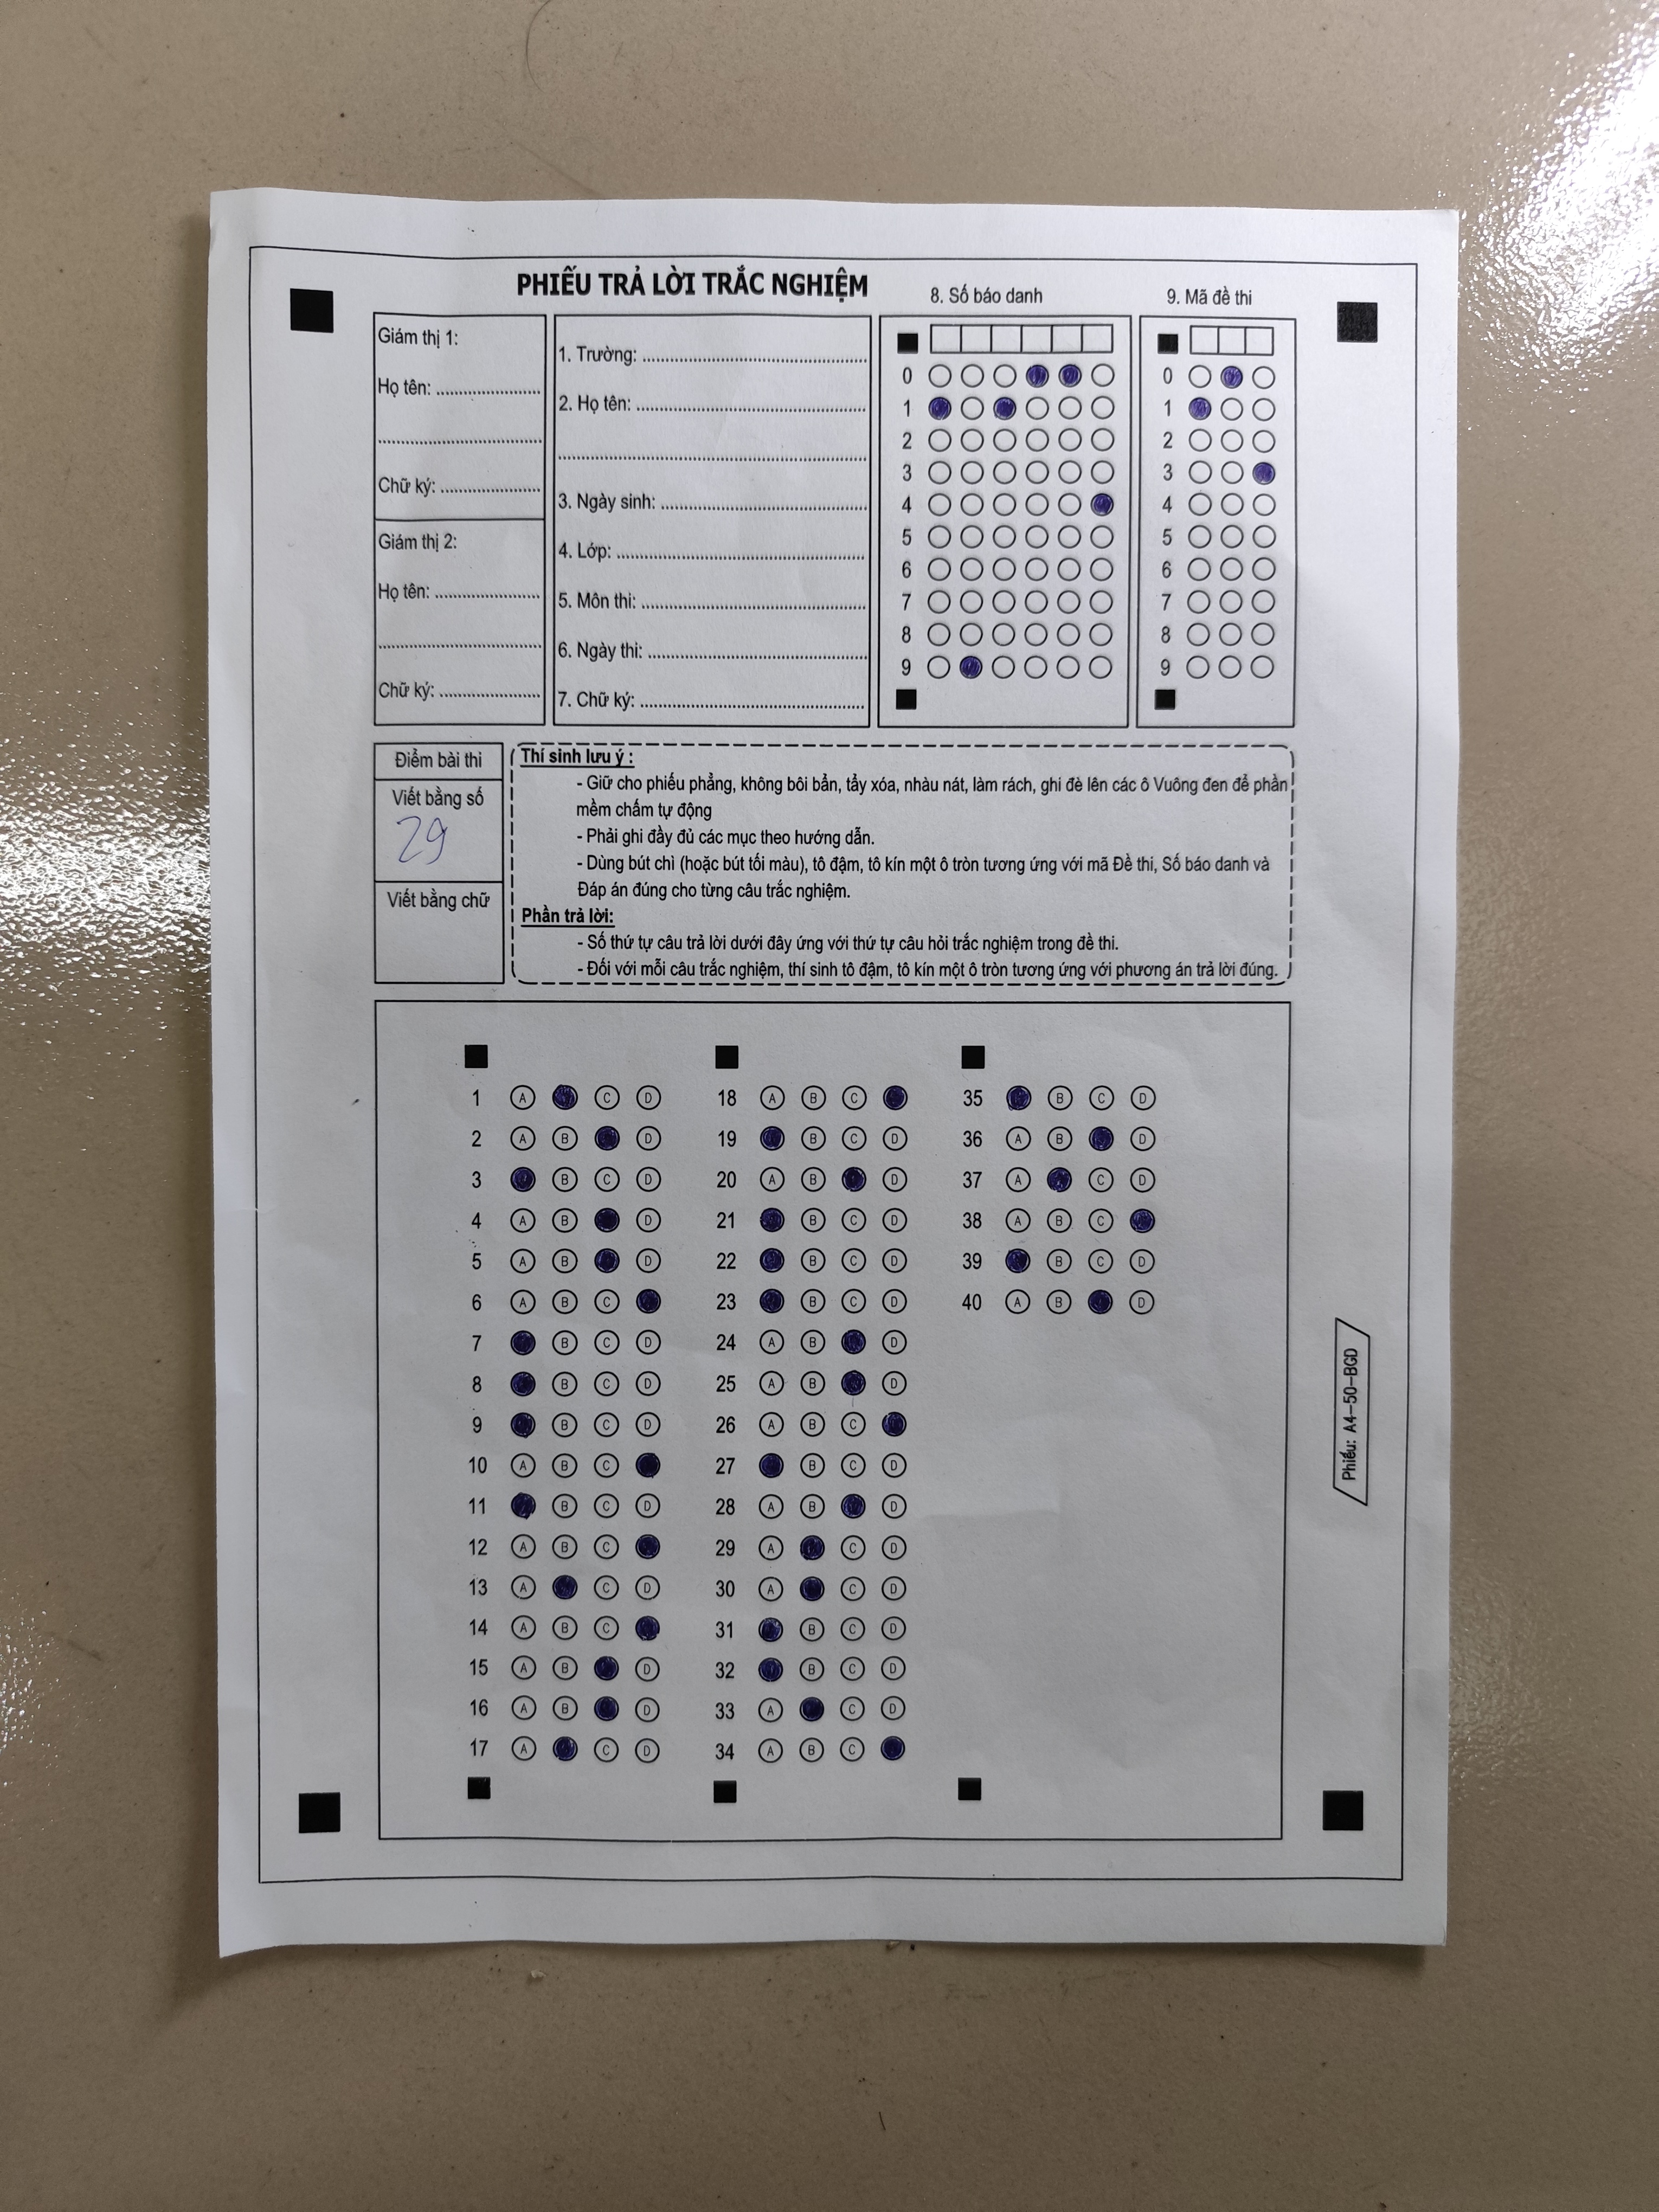 PHIẾU TRẢ LỜI TRẮC NGHIỆM
8. Số báo danh
9. Mã đề thi
Giám thị 1:
Họ tên: ....................
................................
Chữ ký: ....................
Giám thị 2:
Họ tên: ....................
................................
Chữ ký: ....................
1. Trường: ....................
2. Họ tên: ....................
................................
3. Ngày sinh: ....................
4. Lớp: ....................
5. Môn thi: ....................
6. Ngày thi: ....................
7. Chữ ký: ....................
0 0
1 1
2 2
3 3
4 4
5 5
6 6
7 7
8 8
9 9
Điểm bài thi
Viết bằng số
29
Viết bằng chữ
Thí sinh lưu ý :
- Giữ cho phiếu phẳng, không bôi bẩn, tẩy xóa, nhàu nát, làm rách, ghi đè lên các ô Vuông đen để phần
mềm chấm tự động
- Phải ghi đầy đủ các mục theo hướng dẫn.
- Dùng bút chì (hoặc bút tối màu), tô đậm, tô kín một ô tròn tương ứng với mã Đề thi, Số báo danh và
Đáp án đúng cho từng câu trắc nghiệm.
Phần trả lời:
- Số thứ tự câu trả lời dưới đây ứng với thứ tự câu hỏi trắc nghiệm trong đề thi.
- Đối với mỗi câu trắc nghiệm, thí sinh tô đậm, tô kín một ô tròn tương ứng với phương án trả lời đúng.
1 A C D
2 A B D
3 B C D
4 A B D
5 A B D
6 A B C
7 B C D
8 B C D
9 B C D
10 A B C
11 B C D
12 A B C
13 A C D
14 A B C
15 A B D
16 A B D
17 A C D
18 A B C
19 B C D
20 A B D
21 B C D
22 B C D
23 B C D
24 A B D
25 A B D
26 A B C
27 B C D
28 A B D
29 A C D
30 A C D
31 B C D
32 B C D
33 A C D
34 A B C
35 B C D
36 A B D
37 A C D
38 A B C
39 B C D
40 A B D
Phiếu: A4-50-BGD